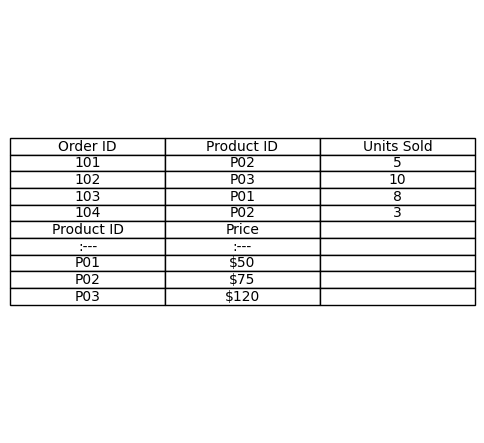 Order ID Product ID Units Sold
101 P02 5
102 P03 10
103 P01 8
104 P02 3
Product ID Price
:--- :---
P01 $50
P02 $75
P03 $120